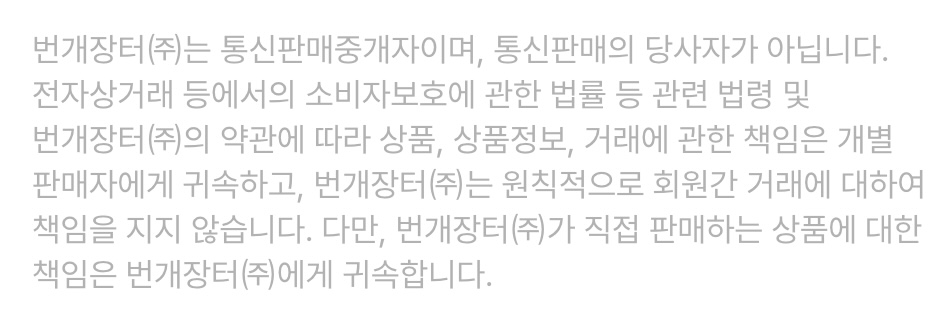 번개장터㈜는 통신판매중개자이며, 통신판매의 당사자가 아닙니다.
전자상거래 등에서의 소비자보호에 관한 법률 등 관련 법령 및
번개장터㈜의 약관에 따라 상품, 상품정보, 거래에 관한 책임은 개별
판매자에게 귀속하고, 번개장터㈜는 원칙적으로 회원간 거래에 대하여
책임을 지지 않습니다. 다만, 번개장터㈜가 직접 판매하는 상품에 대한
책임은 번개장터㈜에게 귀속합니다.